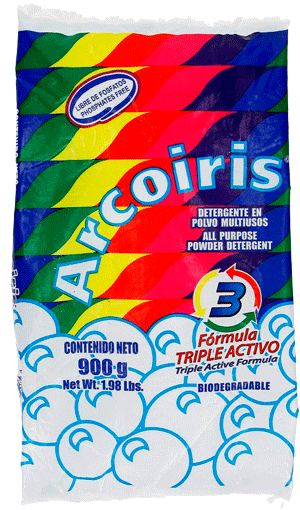 LIBRE DE FOSFATOS
PHOSPHATES FREE
Arcoiris
DETERGENTE EN
POLVO MULTIUSOS
ALL PURPOSE
POWDER DETERGENT
3
Fórmula
TRIPLE ACTIVO
Triple Active Formula
CONTENIDO NETO
900 g
Net Wt. 1.98 Lbs.
BIODEGRADABLE